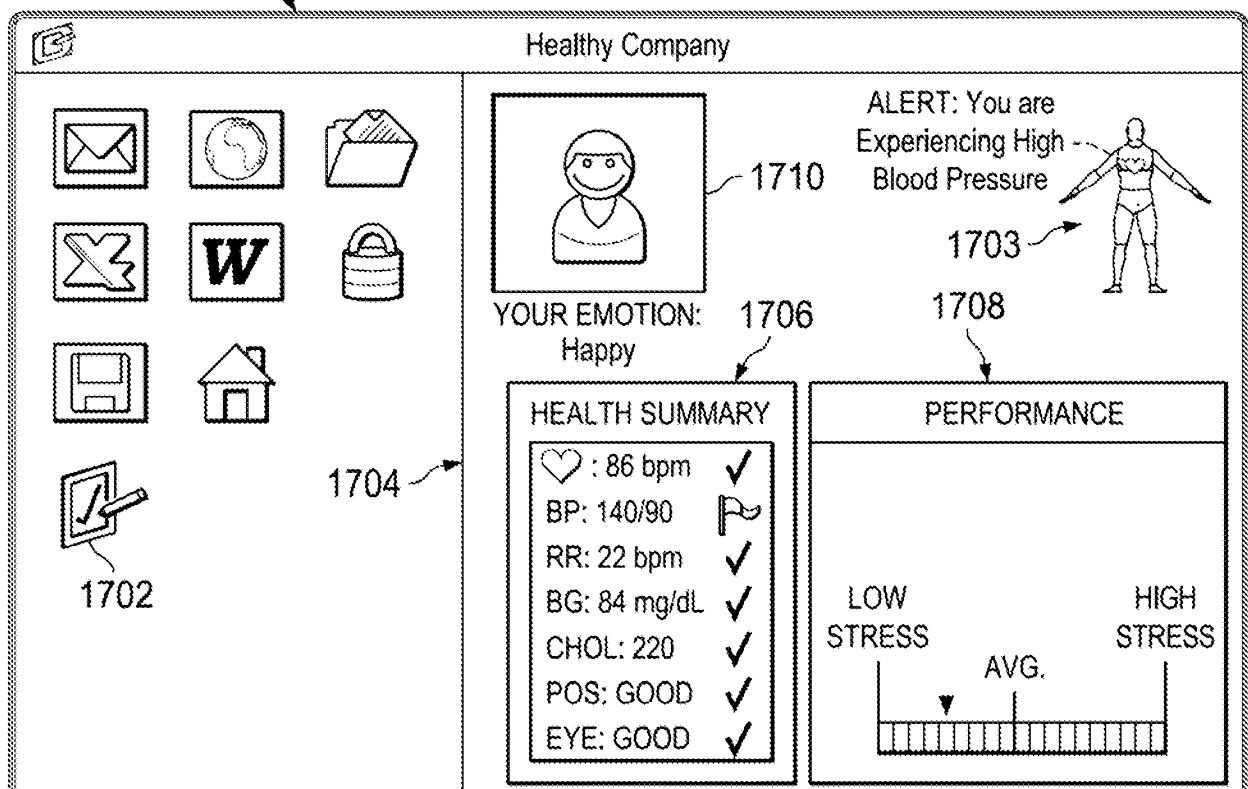 Healthy Company
ALERT: You are
Experiencing High
Blood Pressure
1710
1703
W
YOUR EMOTION:
Happy
1706
1708
HEALTH SUMMARY
: 86 bpm
BP: 140/90
RR: 22 bpm
BG: 84 mg/dL
CHOL: 220
POS: GOOD
EYE: GOOD
PERFORMANCE
LOW
STRESS
HIGH
STRESS
AVG.
1704
1702